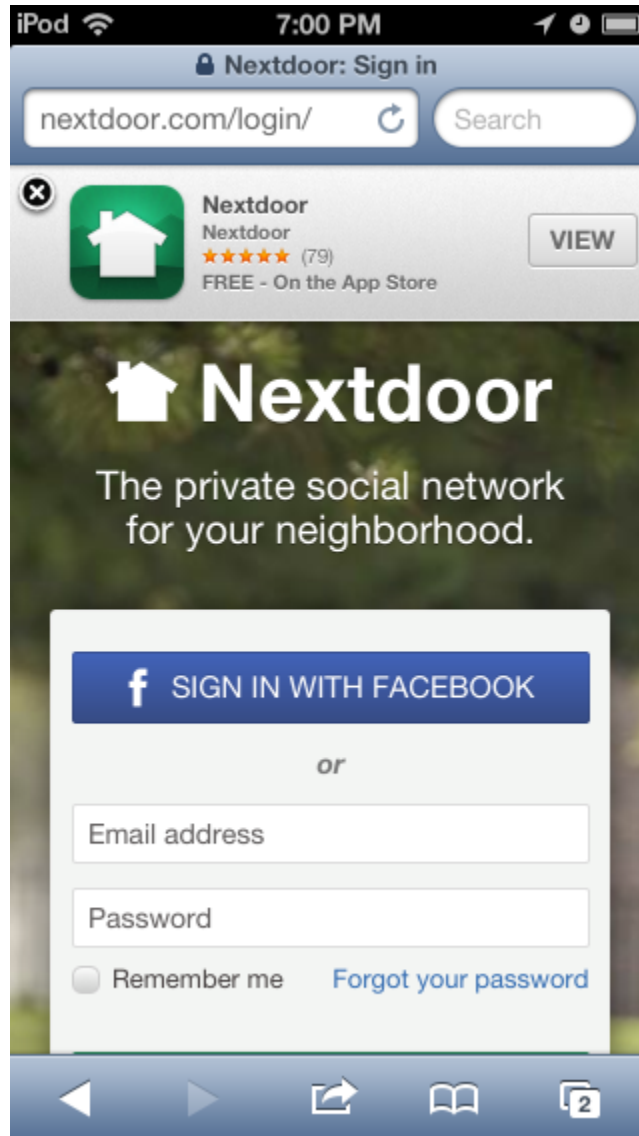 iPod 7:00 PM
Nextdoor: Sign in
nextdoor.com/login/ Search
Nextdoor
Nextdoor
(79)
FREE - On the App Store
VIEW
Nextdoor
The private social network
for your neighborhood.
f SIGN IN WITH FACEBOOK
or
Email address
Password
Remember me Forgot your password
2